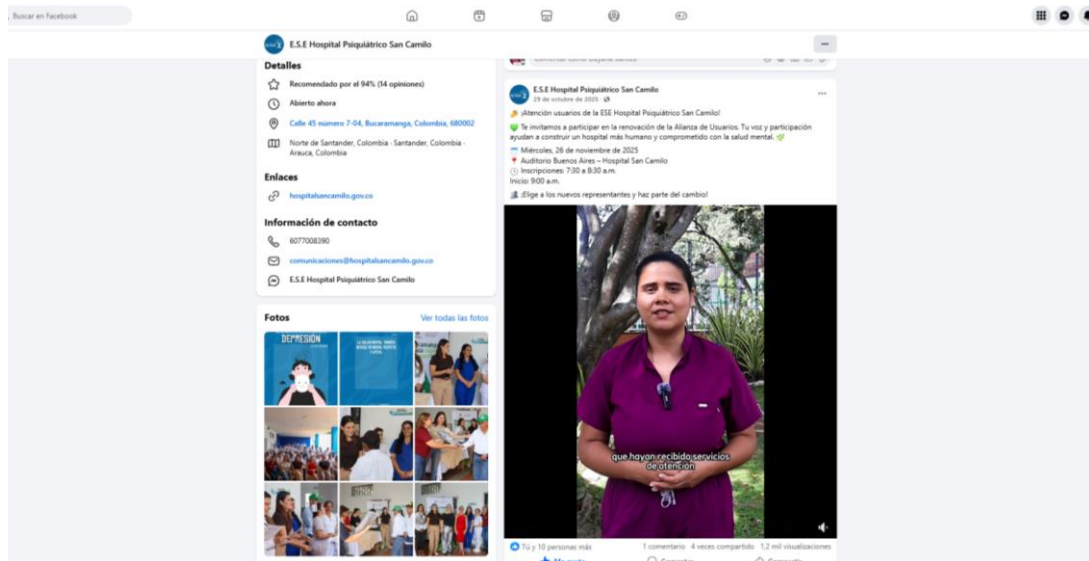 Buscar en Facebook
E.S.E Hospital Psiquiátrico San Camilo
Detalles
Recomendado por el 94% (14 opiniones)
Abierto ahora
Calle 45 número 7-04, Bucaramanga, Colombia, 680002
Norte de Santander, Colombia · Santander, Colombia ·
Arauca, Colombia
Enlaces
hospitalsancamilo.gov.co
Información de contacto
6077008390
comunicaciones@hospitalsancamilo.gov.co
E.S.E Hospital Psiquiátrico San Camilo
Fotos
Ver todas las fotos
DEPRESIÓN
E.S.E Hospital Psiquiátrico San Camilo
29 de octubre de 2025
¡Atención usuarios de la ESE Hospital Psiquiátrico San Camilo!
Te invitamos a participar en la renovación de la Alianza de Usuarios. Tu voz y participación
ayudan a construir un hospital más humano y comprometido con la salud mental.
Miércoles, 26 de noviembre de 2025
Auditorio Buenos Aires – Hospital San Camilo
Inscripciones: 7:30 a 8:30 a.m.
Inicio: 9:00 a.m.
¡Elige a los nuevos representantes y haz parte del cambio!
que hayan recibido servicios
de atención
Tú y 10 personas más
1 comentario 4 veces compartido 1,2 mil visualizaciones
Me gusta
Comentar
Compartir